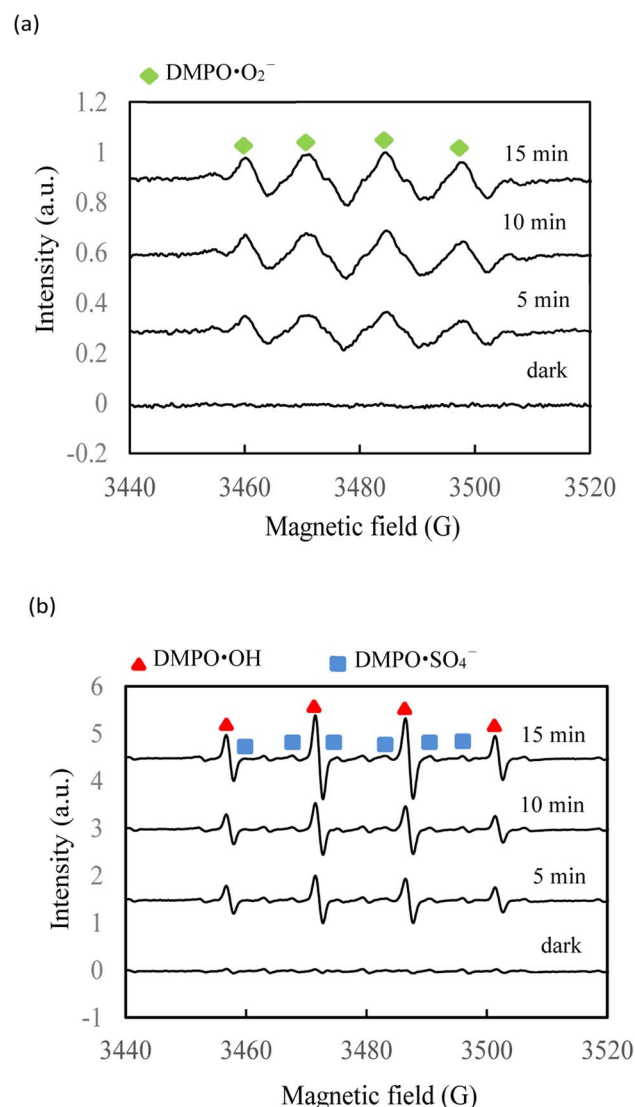 (a)
DMPO•O₂⁻
1.2
1
0.8
0.6
0.4
0.2
0
-0.2
15 min
10 min
5 min
dark
Intensity (a.u.)
3440 3460 3480 3500 3520
Magnetic field (G)
(b)
DMPO•OH DMPO•SO₄⁻
6
5
4
3
2
1
0
-1
15 min
10 min
5 min
dark
Intensity (a.u.)
3440 3460 3480 3500 3520
Magnetic field (G)